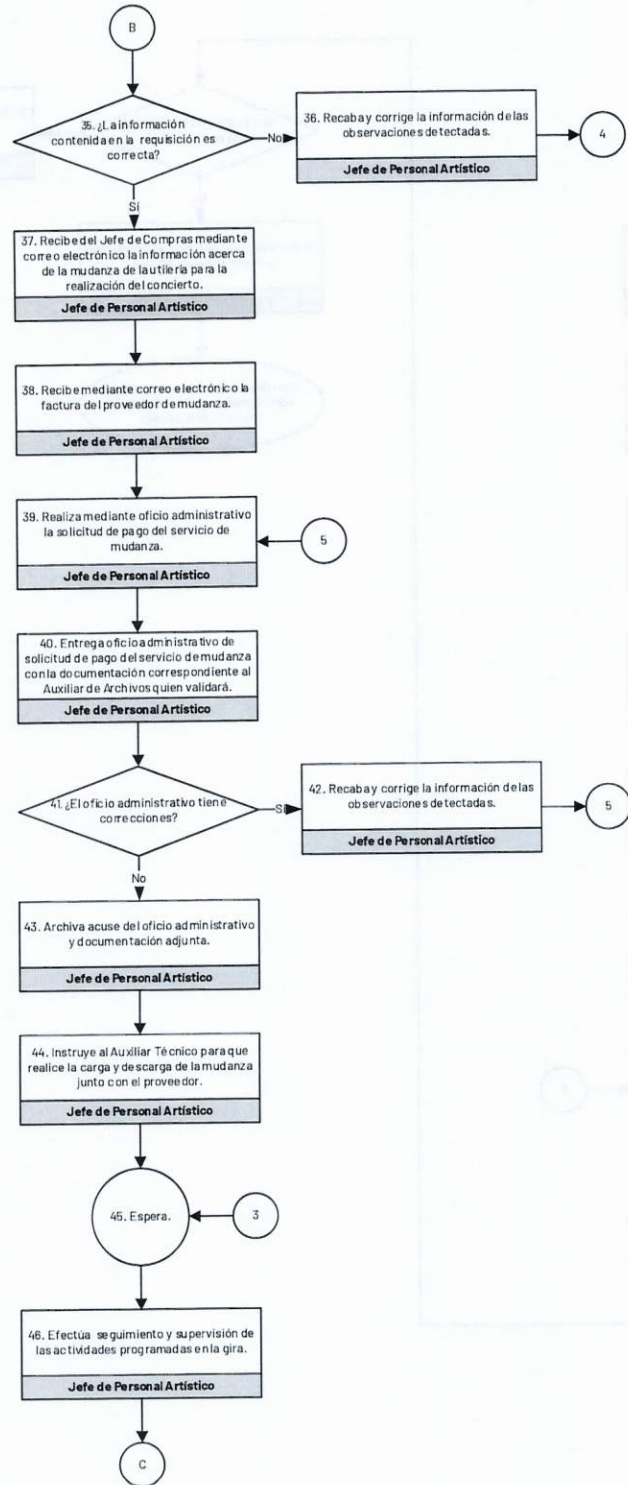 B
35. ¿La información
contenida en la requisición es
correcta?
No
36. Recaba y corrige la información de las
observaciones detectadas.
Jefe de Personal Artístico
4
Si
37. Recibe del Jefe de Compras mediante
correo electrónico la información acerca
de la mudanza de la utilería para la
realización del concierto.
Jefe de Personal Artístico
38. Recibe mediante correo electrónico la
factura del proveedor de mudanza.
Jefe de Personal Artístico
39. Realiza mediante oficio administrativo
la solicitud de pago del servicio de
mudanza.
Jefe de Personal Artístico
5
40. Entrega oficio administrativo de
solicitud de pago del servicio de mudanza
con la documentación correspondiente al
Auxiliar de Archivos quien validará.
Jefe de Personal Artístico
41. ¿El oficio administrativo tiene
correcciones?
Si
42. Recaba y corrige la información de las
observaciones detectadas.
Jefe de Personal Artístico
5
No
43. Archiva acuse del oficio administrativo
y documentación adjunta.
Jefe de Personal Artístico
44. Instruye al Auxiliar Técnico para que
realice la carga y descarga de la mudanza
junto con el proveedor.
Jefe de Personal Artístico
45. Espera.
3
46. Efectúa seguimiento y supervisión de
las actividades programadas en la gira.
Jefe de Personal Artístico
C